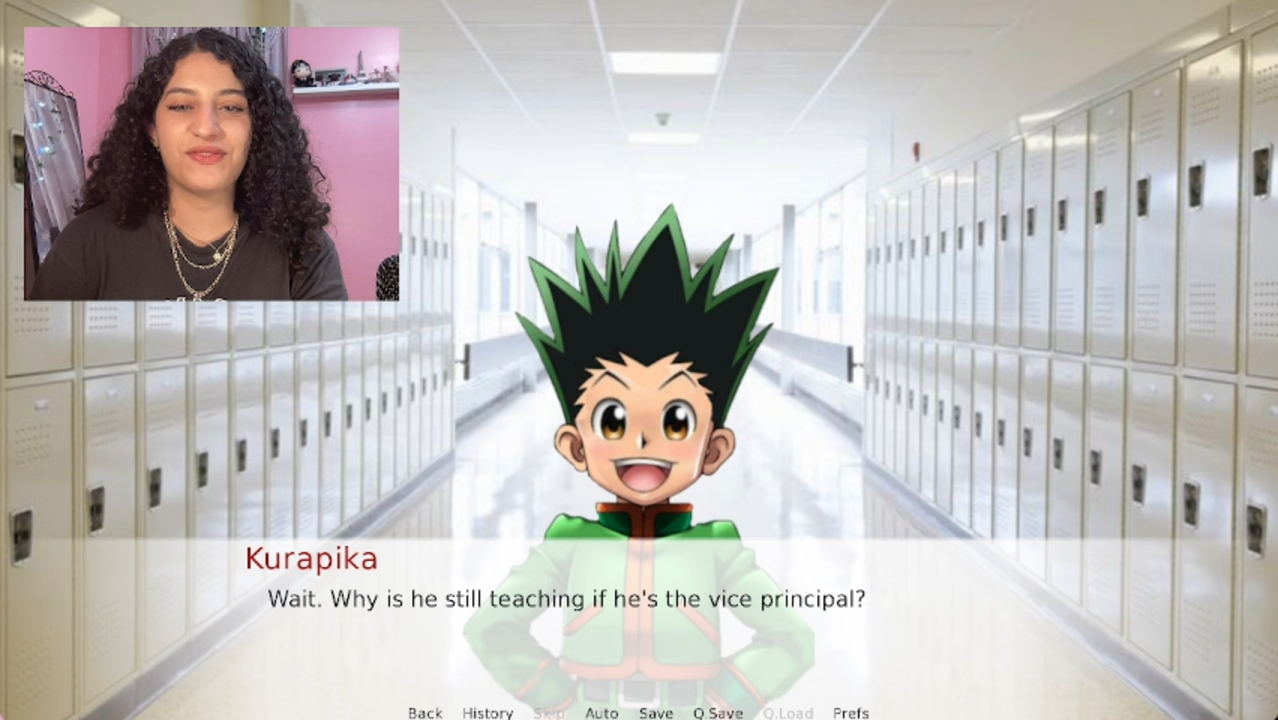 Kurapika
Wait. Why is he still teaching if he's the vice principal?
Back History Skip Auto Save Q.Save Q.Load Prefs